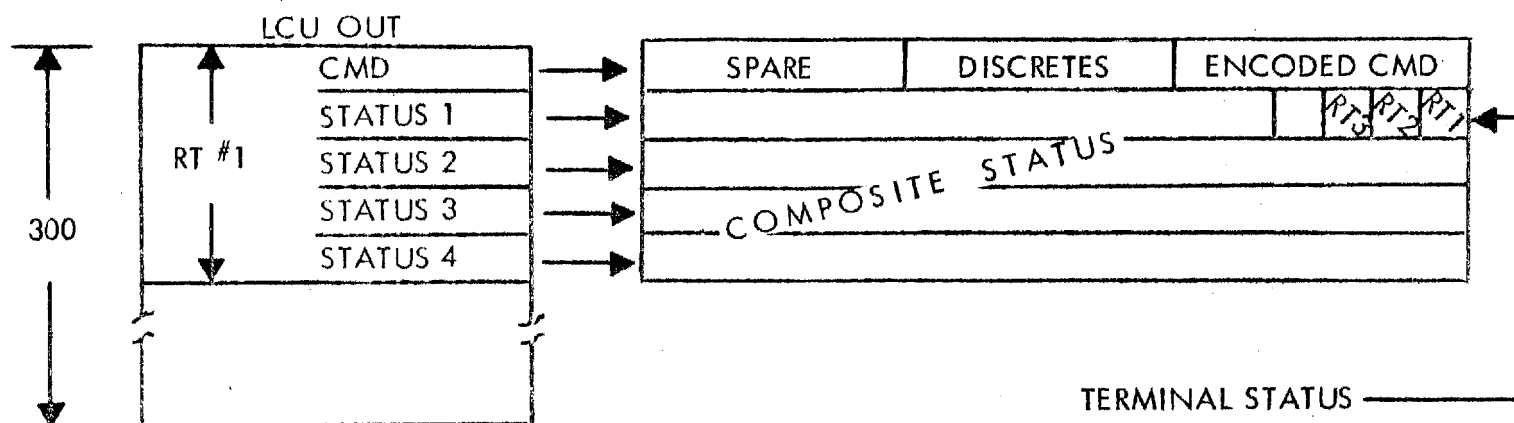 LCU OUT
CMD
SPARE
DISCRETES
ENCODED CMD
STATUS 1
RT3
RT2
RT1
RT #1
STATUS 2
COMPOSITE STATUS
STATUS 3
300
STATUS 4
TERMINAL STATUS